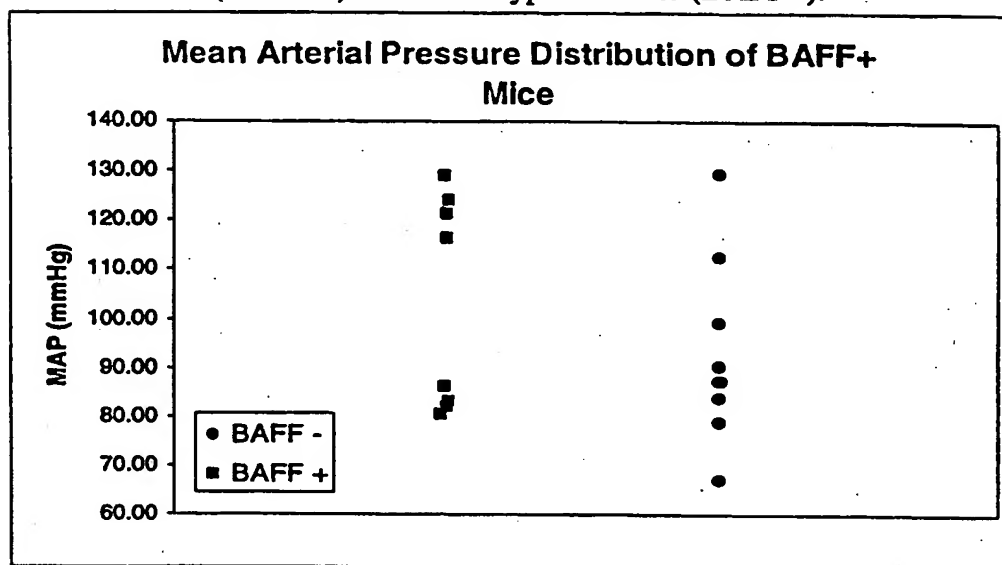 Mean Arterial Pressure Distribution of BAFF+
Mice
140.00
130.00
120.00
110.00
100.00
90.00
80.00
70.00
60.00
MAP (mmHg)
BAFF -
BAFF +